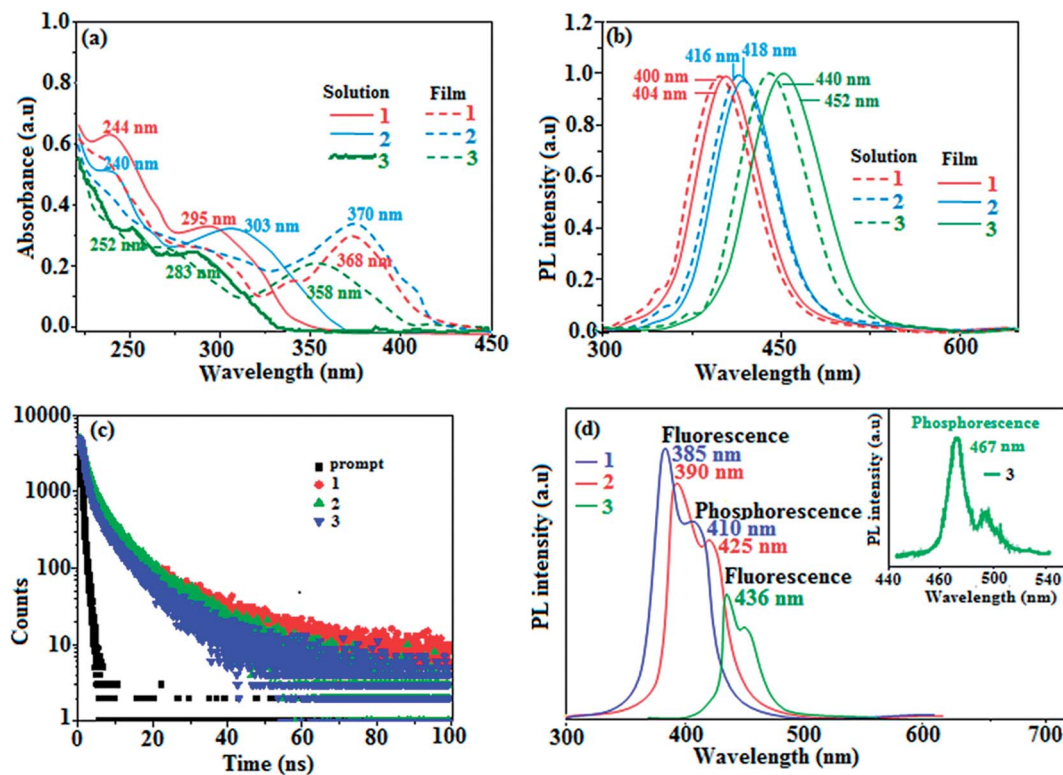 (a)
Absorbance (a.u)
1.0
0.8
0.6
0.4
0.2
0.0
244 nm
240 nm
252 nm
295 nm
303 nm
283 nm
370 nm
368 nm
358 nm
Solution Film
1 1
2 2
3 3
250 300 350 400 450
Wavelength (nm)
(b)
PL intensity (a.u)
1.0
0.8
0.6
0.4
0.2
0.0
416 nm 418 nm
400 nm
404 nm
440 nm
452 nm
Solution Film
1 1
2 2
3 3
300 450 600
Wavelength (nm)
(c)
Counts
10000
1000
100
10
1
prompt
1
2
3
0 20 40 60 80 100
Time (ns)
(d)
PL intensity (a.u)
1
2
3
Fluorescence
385 nm
390 nm
Phosphorescence
410 nm
425 nm
Fluorescence
436 nm
300 400 500 600 700
Wavelength (nm)
PL intensity (a.u)
Phosphorescence
467 nm
3
440 460 500 540
Wavelength (nm)